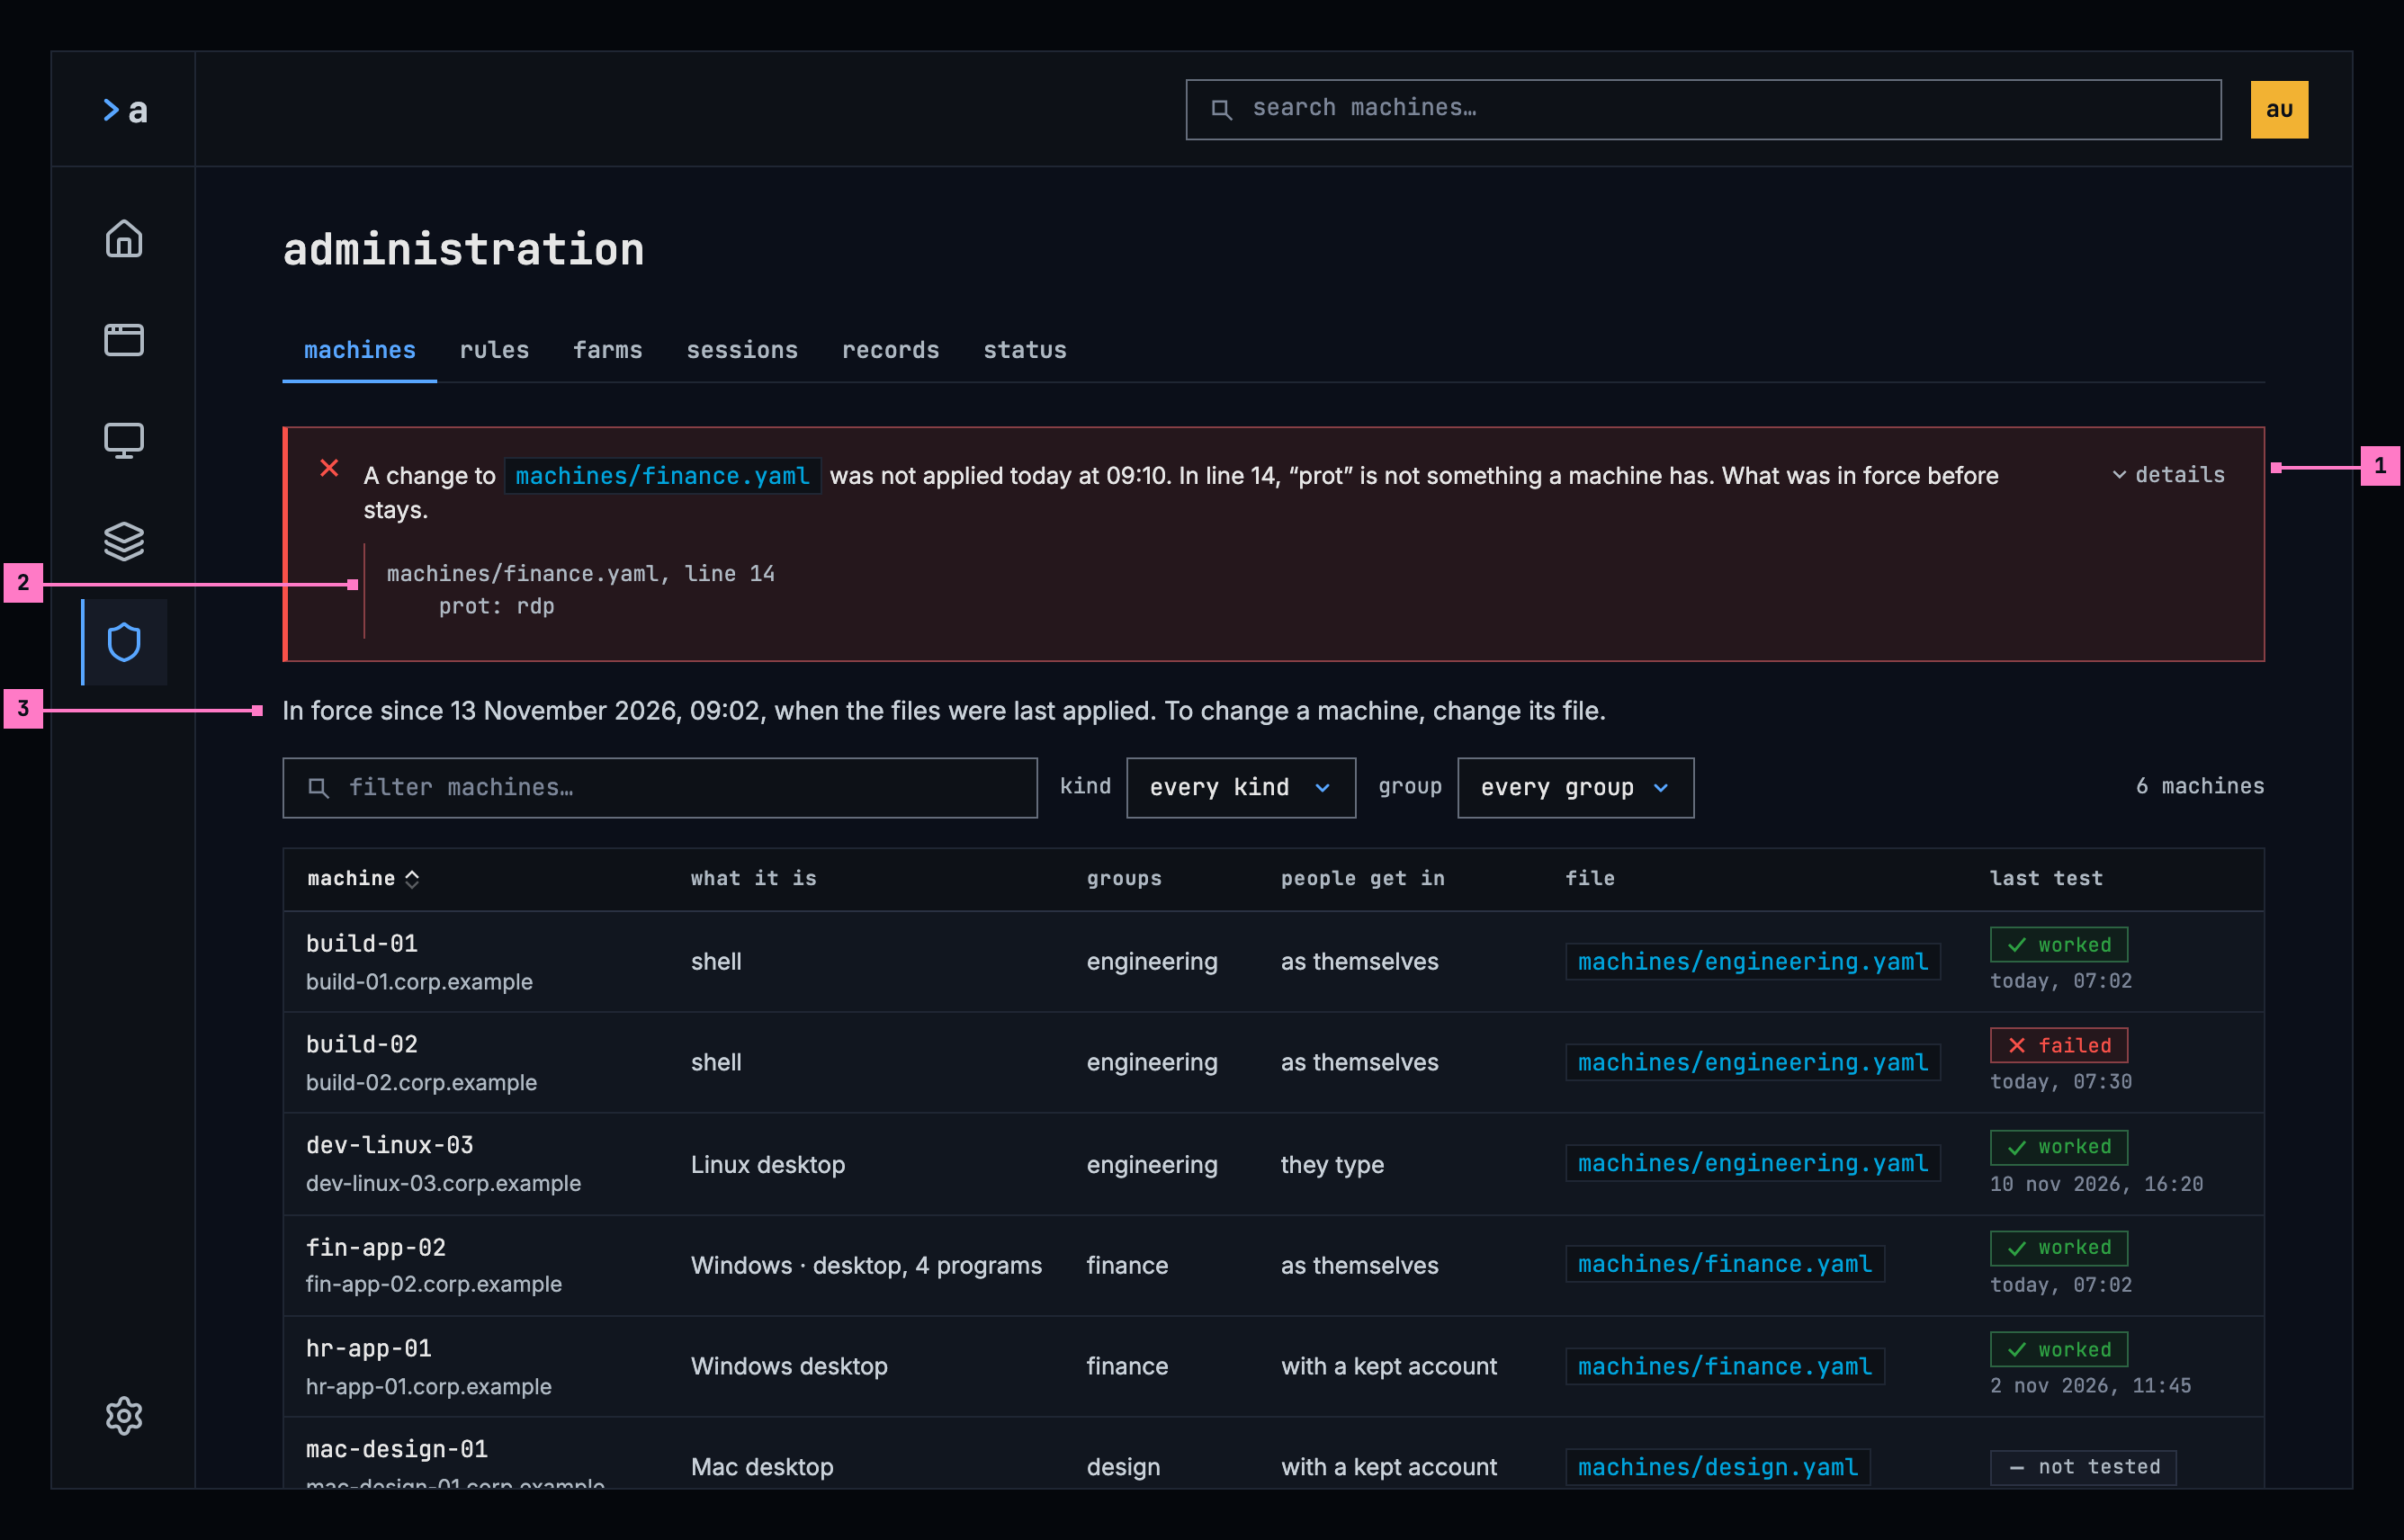 > a
search machines…
au
administration
machines rules farms sessions records status
A change to machines/finance.yaml was not applied today at 09:10. In line 14, “prot” is not something a machine has. What was in force before
stays.
details
1
machines/finance.yaml, line 14
prot: rdp
2
3
In force since 13 November 2026, 09:02, when the files were last applied. To change a machine, change its file.
filter machines… kind every kind group every group 6 machines
machine what it is groups people get in file last test
build-01
build-01.corp.example
shell engineering as themselves machines/engineering.yaml
worked
today, 07:02
build-02
build-02.corp.example
shell engineering as themselves machines/engineering.yaml
failed
today, 07:30
dev-linux-03
dev-linux-03.corp.example
Linux desktop engineering they type machines/engineering.yaml
worked
10 nov 2026, 16:20
fin-app-02
fin-app-02.corp.example
Windows · desktop, 4 programs finance as themselves machines/finance.yaml
worked
today, 07:02
hr-app-01
hr-app-01.corp.example
Windows desktop finance with a kept account machines/finance.yaml
worked
2 nov 2026, 11:45
mac-design-01
mac-design-01.corp.example
Mac desktop design with a kept account machines/design.yaml
— not tested